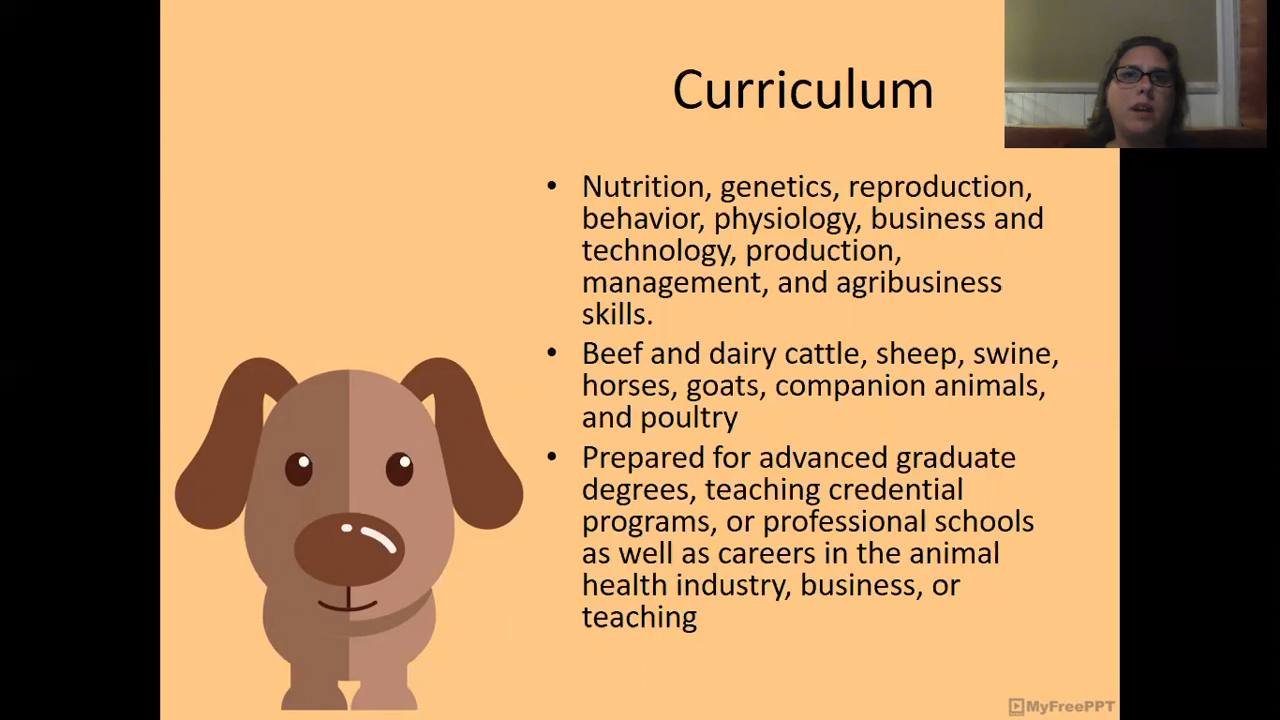 Curriculum
• Nutrition, genetics, reproduction,
behavior, physiology, business and
technology, production,
management, and agribusiness
skills.
• Beef and dairy cattle, sheep, swine,
horses, goats, companion animals,
and poultry
• Prepared for advanced graduate
degrees, teaching credential
programs, or professional schools
as well as careers in the animal
health industry, business, or
teaching
MyFreePPT